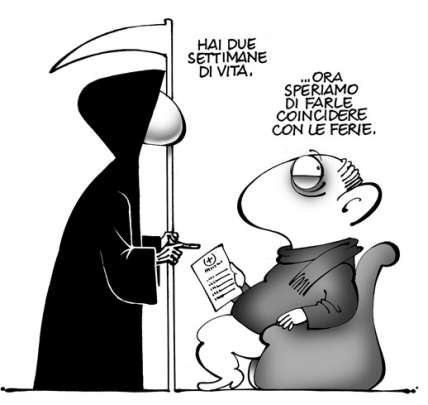 HAI DUE
SETTIMANE
DI VITA.
...ORA
SPERIAMO
DI FARLE
COINCIDERE
CON LE FERIE.